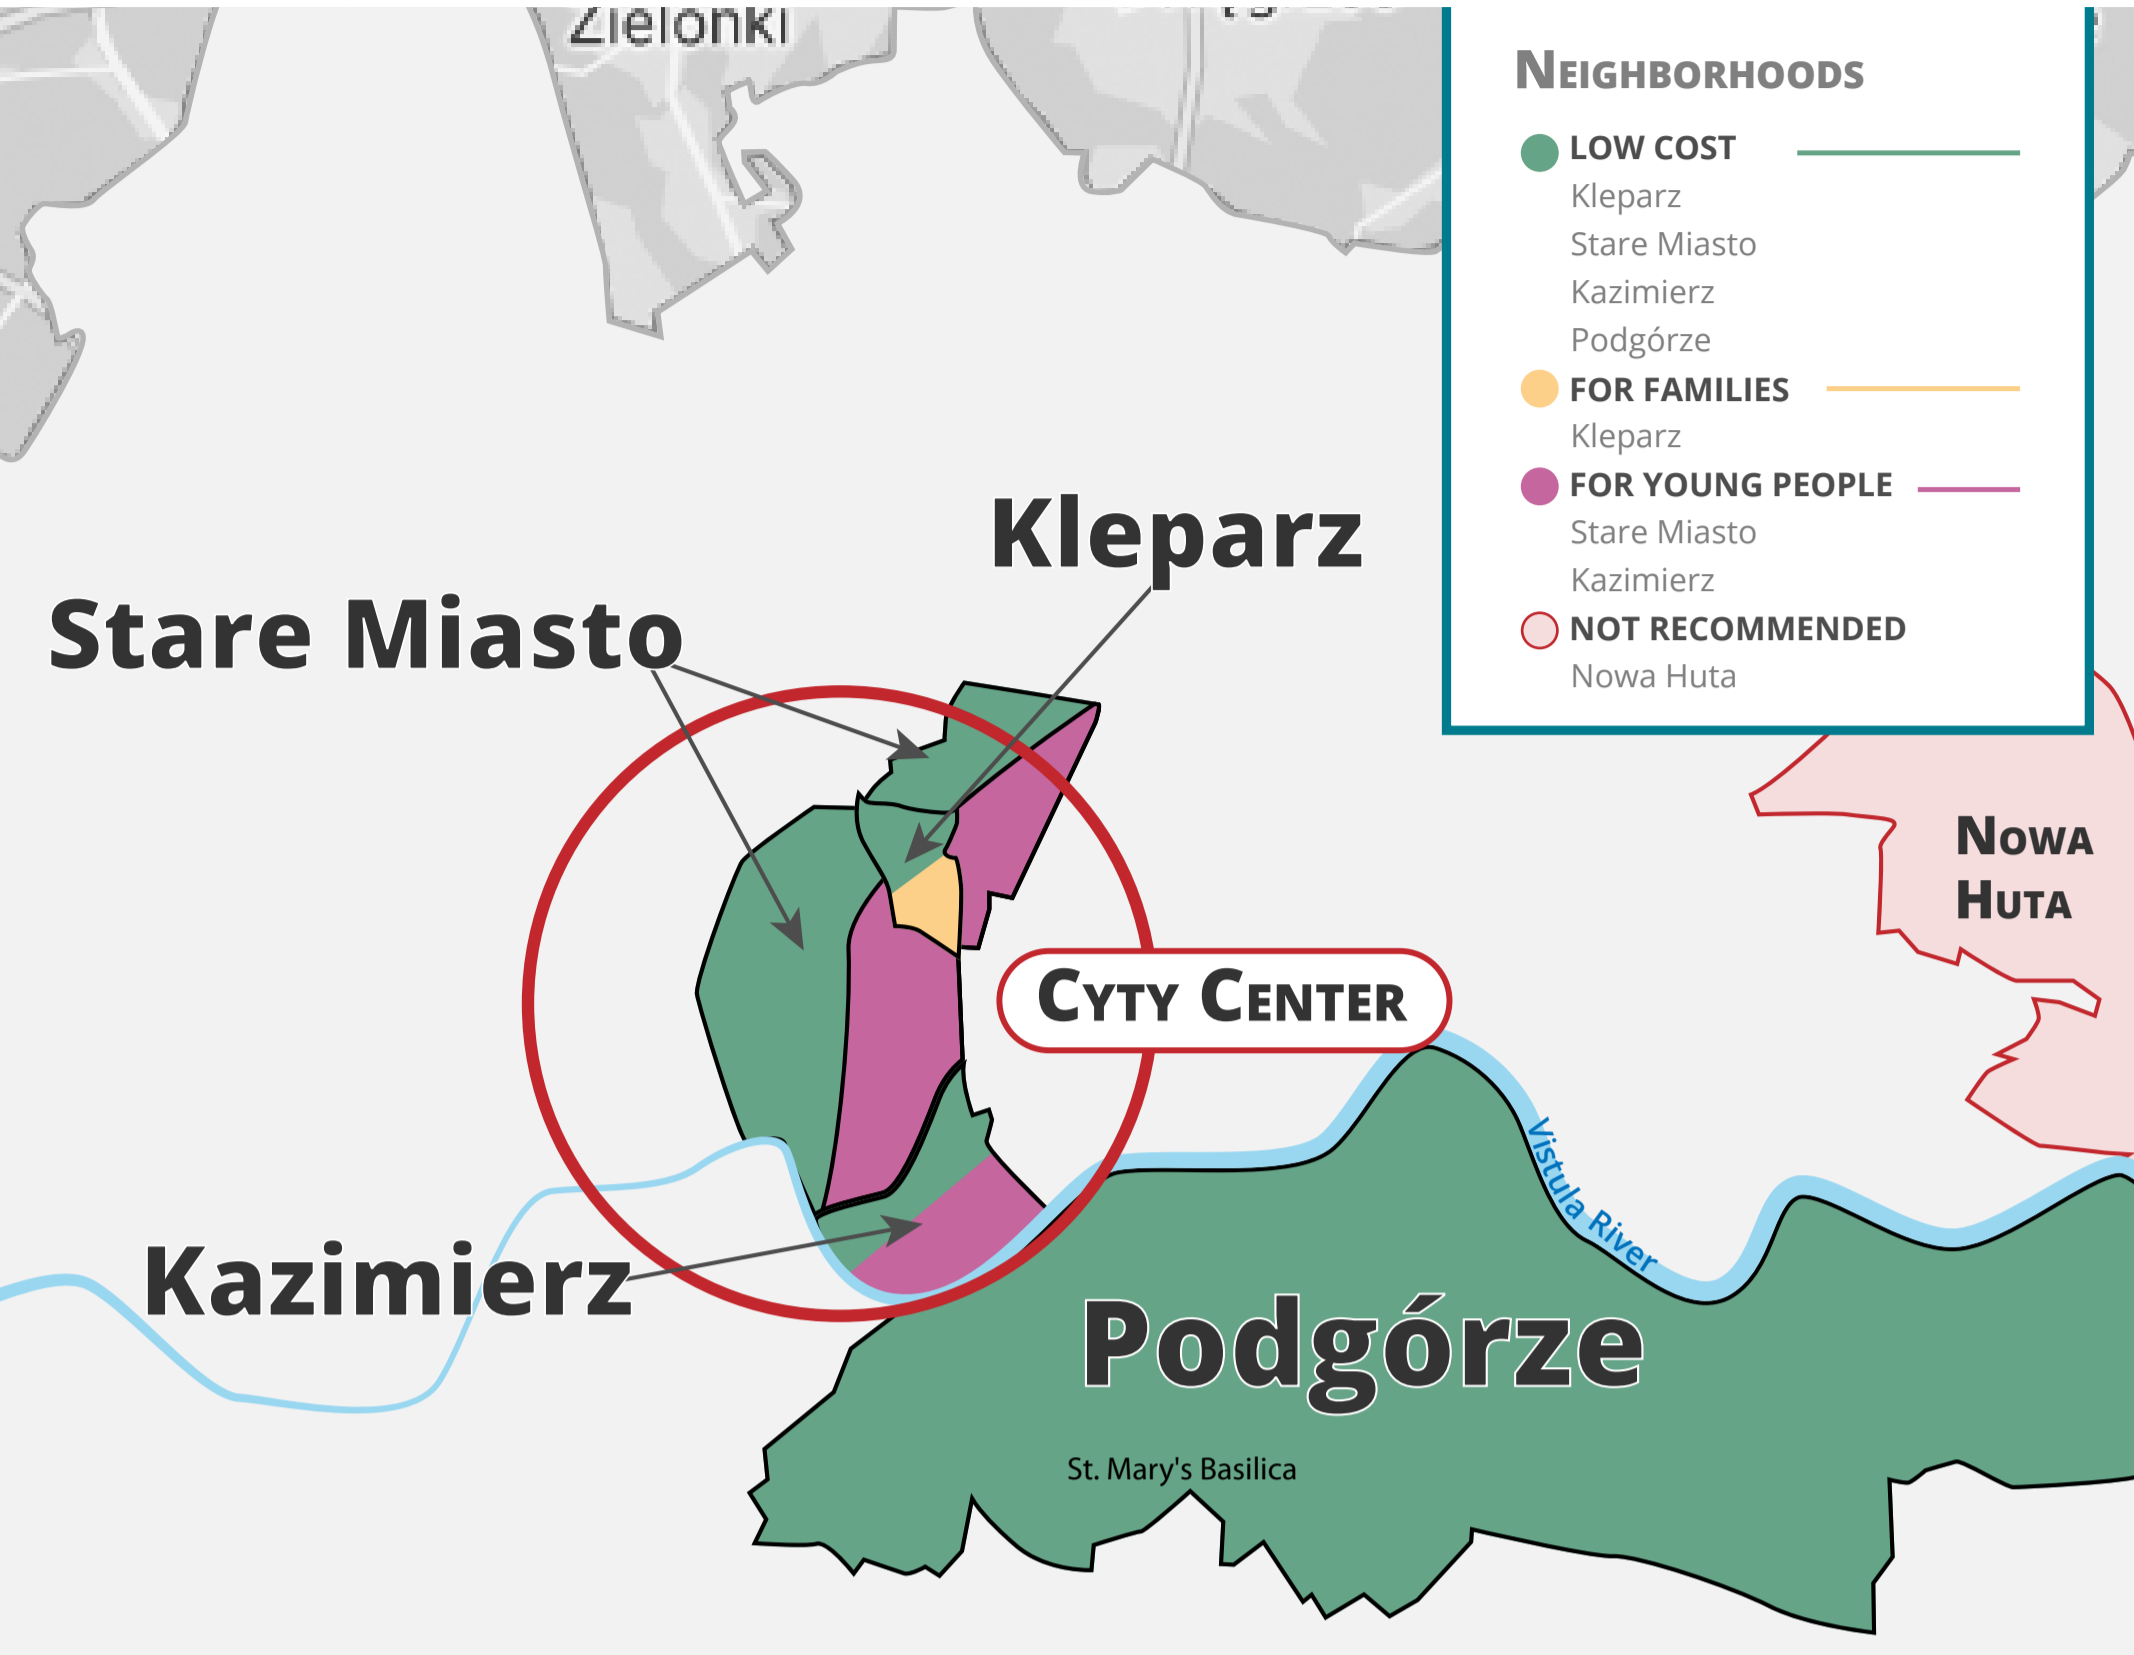 Zielonki
NEIGHBORHOODS
LOW COST
Kleparz
Stare Miasto
Kazimierz
Podgórze
FOR FAMILIES
Kleparz
FOR YOUNG PEOPLE
Stare Miasto
Kazimierz
NOT RECOMMENDED
Nowa Huta
Kleparz
Stare Miasto
NOWA
HUTA
CYTY CENTER
Vistula River
Kazimierz
Podgórze
St. Mary's Basilica